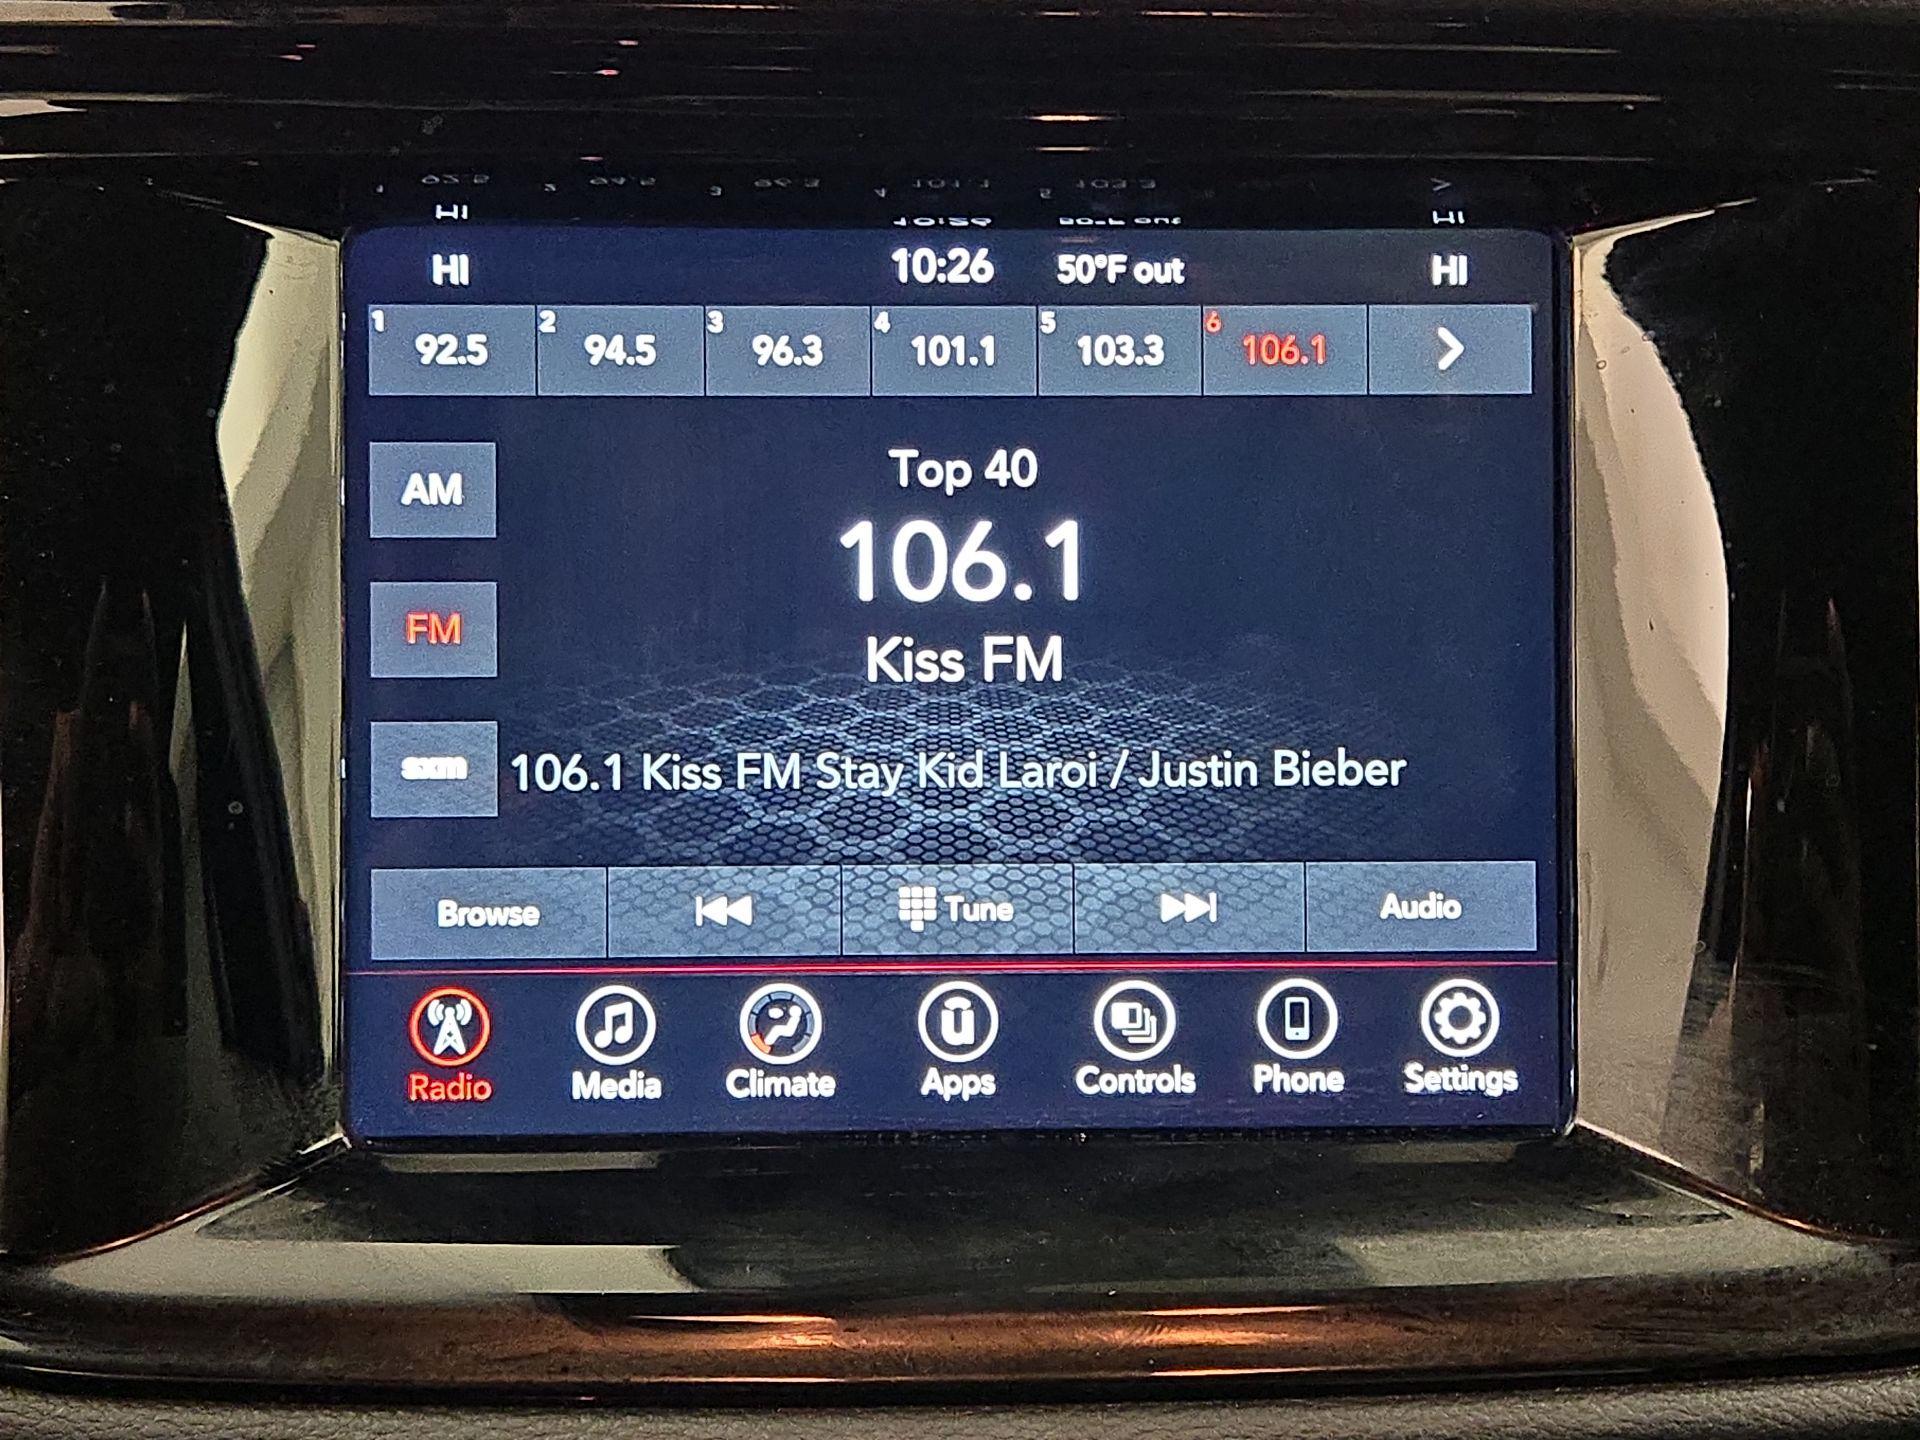 HI 10:26 50°F out HI
1 92.5 2 94.5 3 96.3 4 101.1 5 103.3 6 106.1
AM
Top 40
106.1
FM
Kiss FM
sxm
106.1 Kiss FM Stay Kid Laroi / Justin Bieber
Browse Tune Audio
Radio Media Climate Apps Controls Phone Settings